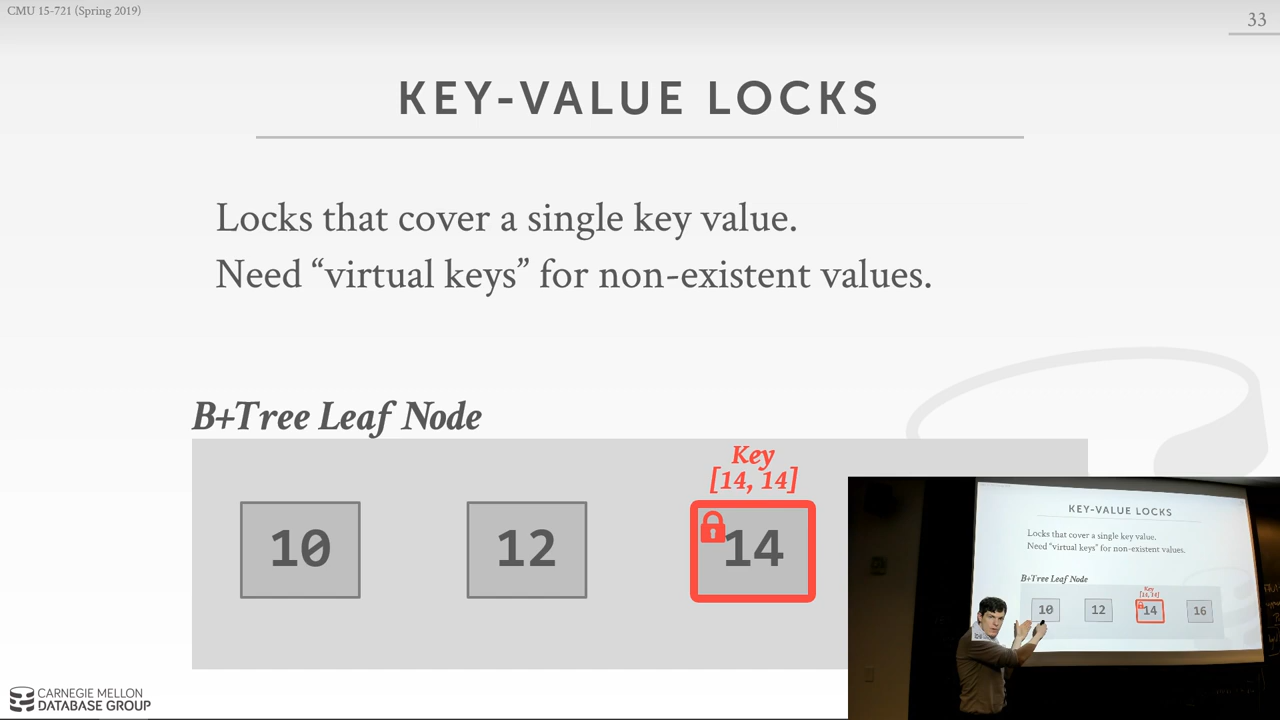 CMU 15-721 (Spring 2019)
33
KEY-VALUE LOCKS
Locks that cover a single key value.
Need “virtual keys” for non-existent values.
B+Tree Leaf Node
Key
[14, 14]
10
12
14
CARNEGIE MELLON
DATABASE GROUP
KEY-VALUE LOCKS
Locks that cover a single key value.
Need “virtual keys” for non-existent values.
B+Tree Leaf Node
Key
[14, 14]
10
12
14
16